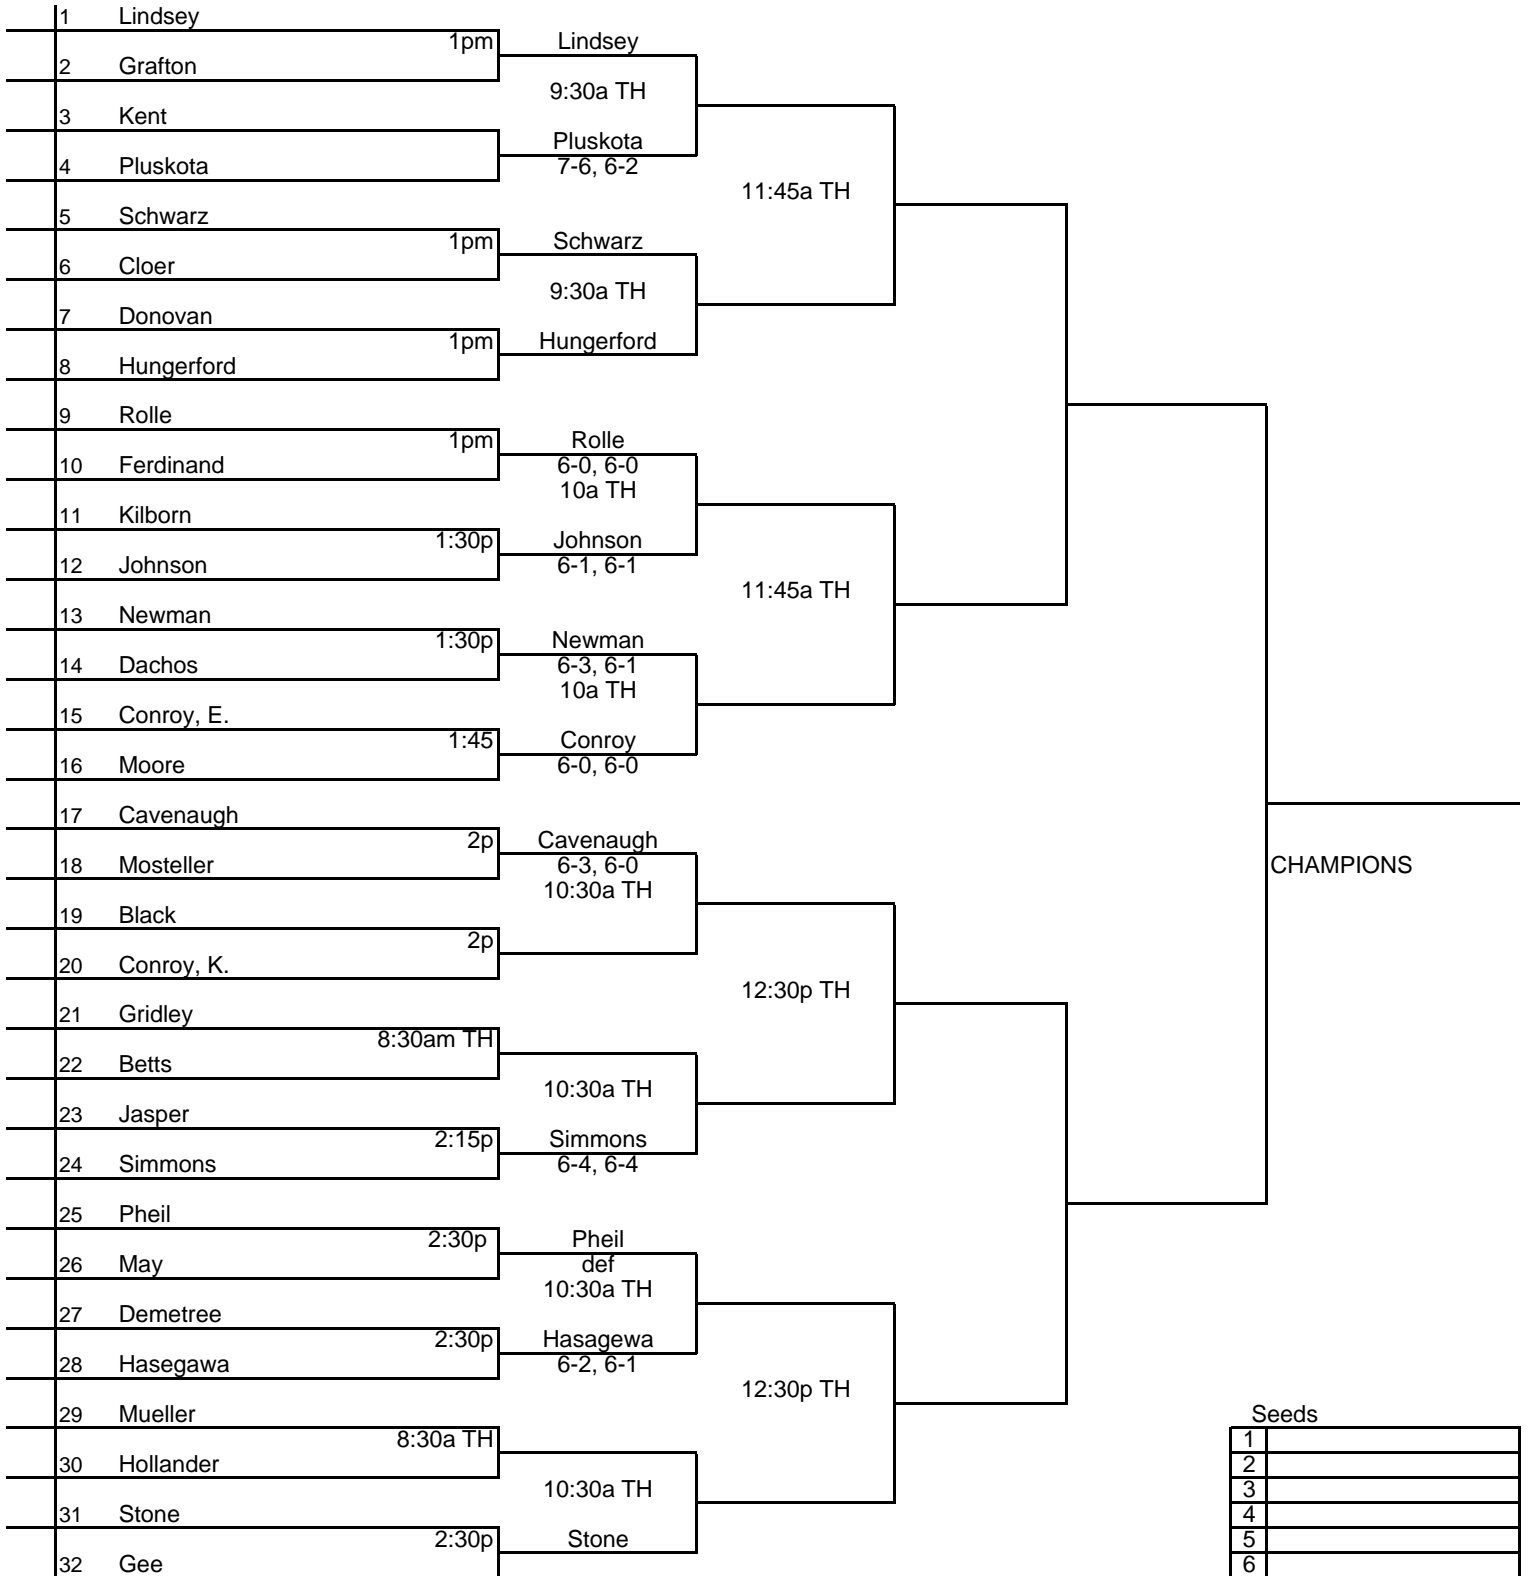 1 Lindsey
1pm Lindsey
2 Grafton
9:30a TH
3 Kent
Pluskota
4 Pluskota 7-6, 6-2
11:45a TH
5 Schwarz
1pm Schwarz
6 Cloer
9:30a TH
7 Donovan
1pm Hungerford
8 Hungerford
9 Rolle
1pm Rolle
10 Ferdinand 6-0, 6-0
10a TH
11 Kilborn
1:30p Johnson
12 Johnson 6-1, 6-1
11:45a TH
13 Newman
1:30p Newman
14 Dachos 6-3, 6-1
10a TH
15 Conroy, E.
1:45 Conroy
16 Moore 6-0, 6-0
17 Cavenaugh
2p Cavenaugh
18 Mosteller 6-3, 6-0 CHAMPIONS
10:30a TH
19 Black
2p
20 Conroy, K.
12:30p TH
21 Gridley
8:30am TH
22 Betts
10:30a TH
23 Jasper
2:15p Simmons
24 Simmons 6-4, 6-4
25 Pheil
2:30p Pheil
26 May def
10:30a TH
27 Demetree
2:30p Hasagewa
28 Hasegawa 6-2, 6-1
12:30p TH
29 Mueller Seeds
8:30a TH 1
30 Hollander 2
10:30a TH 3
31 Stone 4
2:30p Stone 5
32 Gee 6